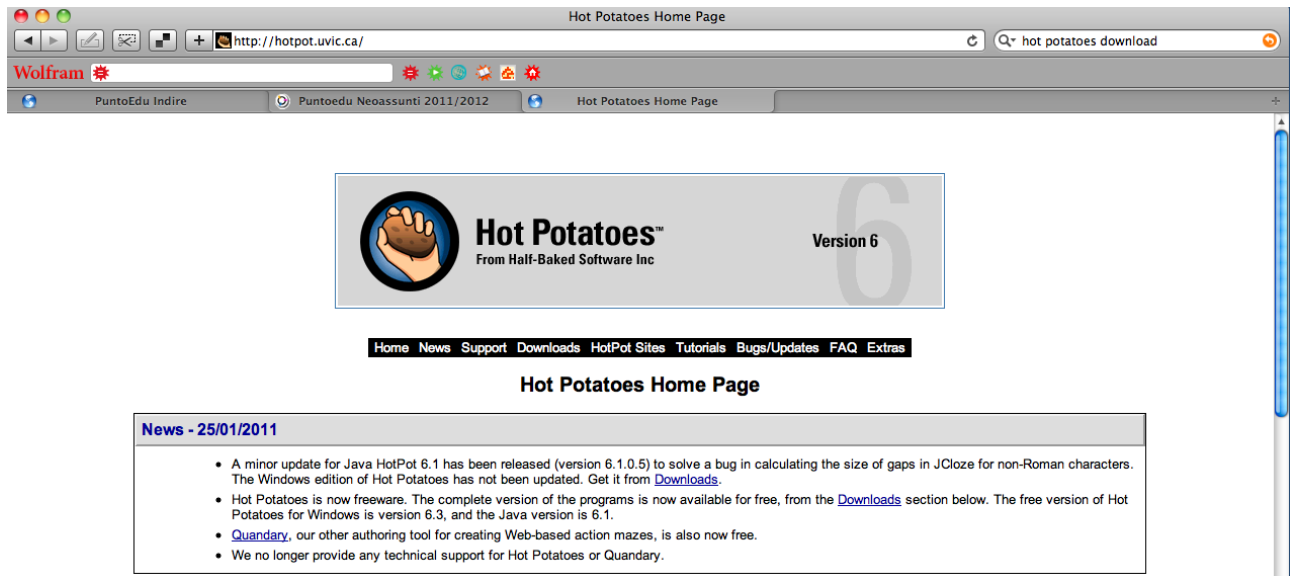 Hot Potatoes Home Page
http://hotpot.uvic.ca/
hot potatoes download
Wolfram
PuntoEdu Indire
Puntoedu Neoassunti 2011/2012
Hot Potatoes Home Page
6
Hot Potatoes™
From Half-Baked Software Inc
Version 6
Home News Support Downloads HotPot Sites Tutorials Bugs/Updates FAQ Extras
Hot Potatoes Home Page
News - 25/01/2011
• A minor update for Java HotPot 6.1 has been released (version 6.1.0.5) to solve a bug in calculating the size of gaps in JCloze for non-Roman characters.
The Windows edition of Hot Potatoes has not been updated. Get it from Downloads.
• Hot Potatoes is now freeware. The complete version of the programs is now available for free, from the Downloads section below. The free version of Hot
Potatoes for Windows is version 6.3, and the Java version is 6.1.
• Quandary, our other authoring tool for creating Web-based action mazes, is also now free.
• We no longer provide any technical support for Hot Potatoes or Quandary.